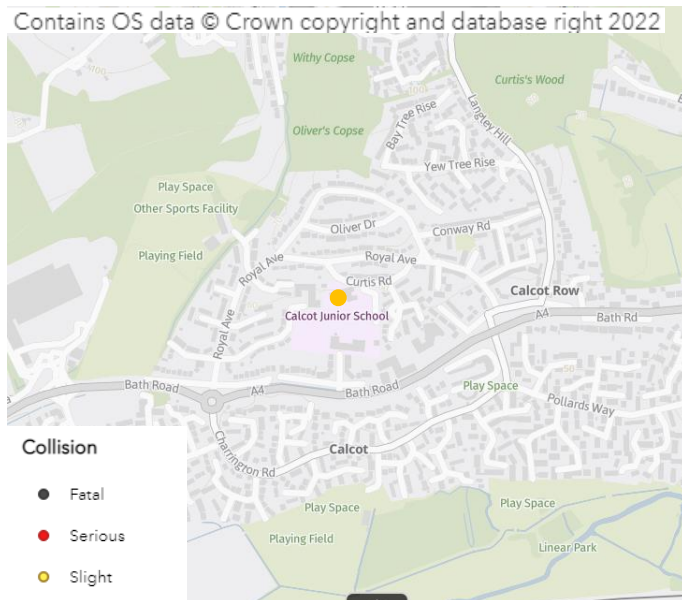 Contains OS data © Crown copyright and database right 2022
Withy Copse
Curtis's Wood
Langley Hill
Bay Tree Rise
Oliver's Copse
Yew Tree Rise
Play Space
Other Sports Facility
Oliver Dr
Conway Rd
Playing Field
Royal Ave
Royal Ave
Curtis Rd
Calcot Row
Calcot Junior School
A4
Bath Rd
Royal Ave
Bath Road
A4
Bath Road
Play Space
50
Pollards Way
Charrington Rd
Calcot
Collision
Fatal
Serious
Slight
Play Space
Play Space
Playing Field
Linear Park